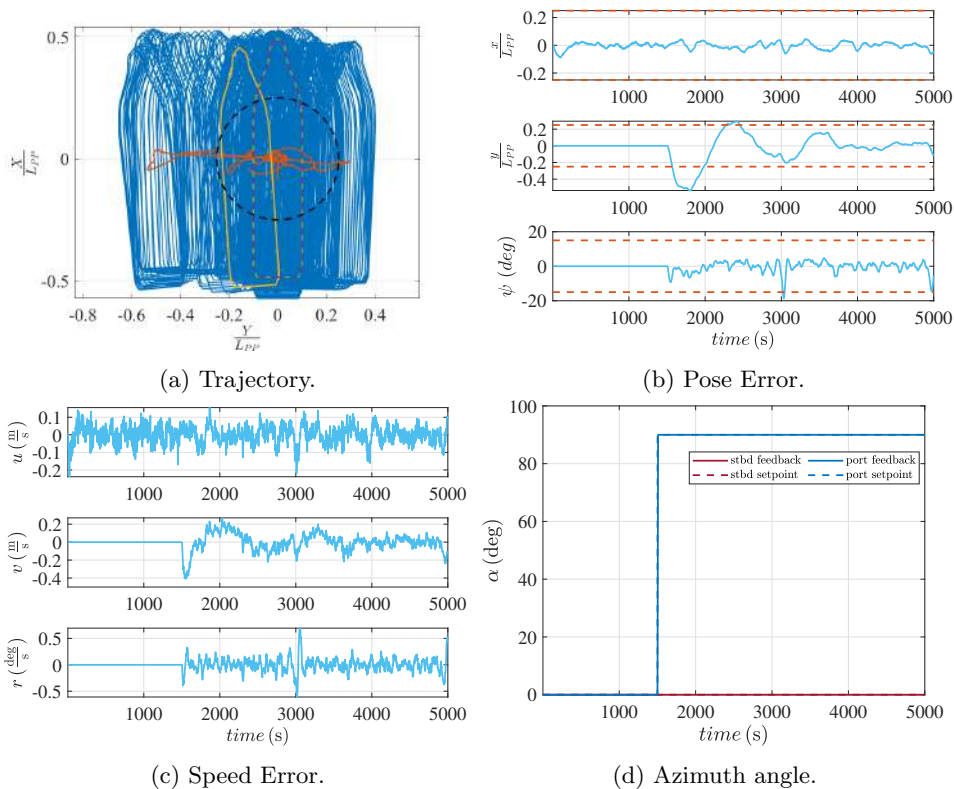 0.5
0
-0.5
X
L_PP
-0.8 -0.6 -0.4 -0.2 0 0.2 0.4
Y
L_PP
(a) Trajectory.
0.2
0
-0.2
x
L_PP
1000 2000 3000 4000 5000
0.2
0
-0.2
-0.4
y
L_PP
1000 2000 3000 4000 5000
20
0
-20
ψ (deg)
1000 2000 3000 4000 5000
time (s)
(b) Pose Error.
0.1
0
-0.1
-0.2
u (m/s)
1000 2000 3000 4000 5000
0.2
0
-0.2
-0.4
v (m/s)
1000 2000 3000 4000 5000
0.5
0
-0.5
r (deg/s)
1000 2000 3000 4000 5000
time (s)
(c) Speed Error.
100
80
60
40
20
0
α (deg)
stbd feedback port feedback
stbd setpoint port setpoint
1000 2000 3000 4000 5000
time (s)
(d) Azimuth angle.